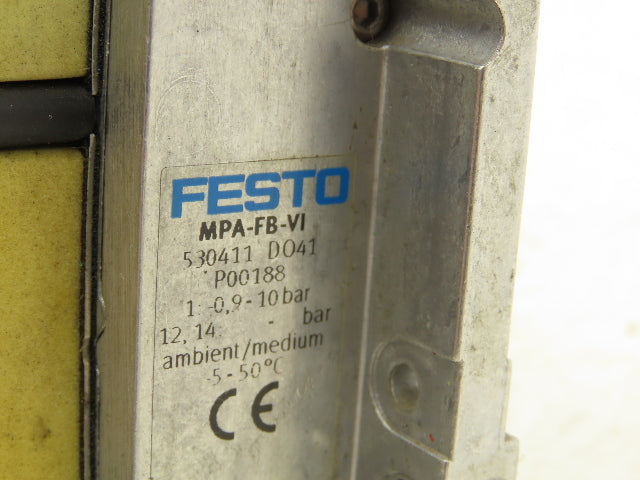 FESTO
MPA-FB-VI
530411 DO41
P00188
1: -0,9 - 10 bar
12, 14: - bar
ambient/medium
-5 - 50°C
CE